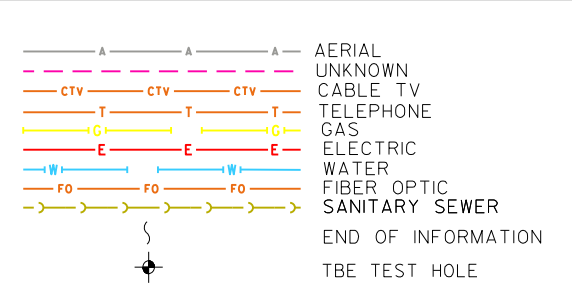 A A A AERIAL
UNKNOWN
CTV CTV CTV CABLE TV
T T T TELEPHONE
G G GAS
E E E ELECTRIC
W W WATER
FO FO FO FIBER OPTIC
SANITARY SEWER
END OF INFORMATION
TBE TEST HOLE